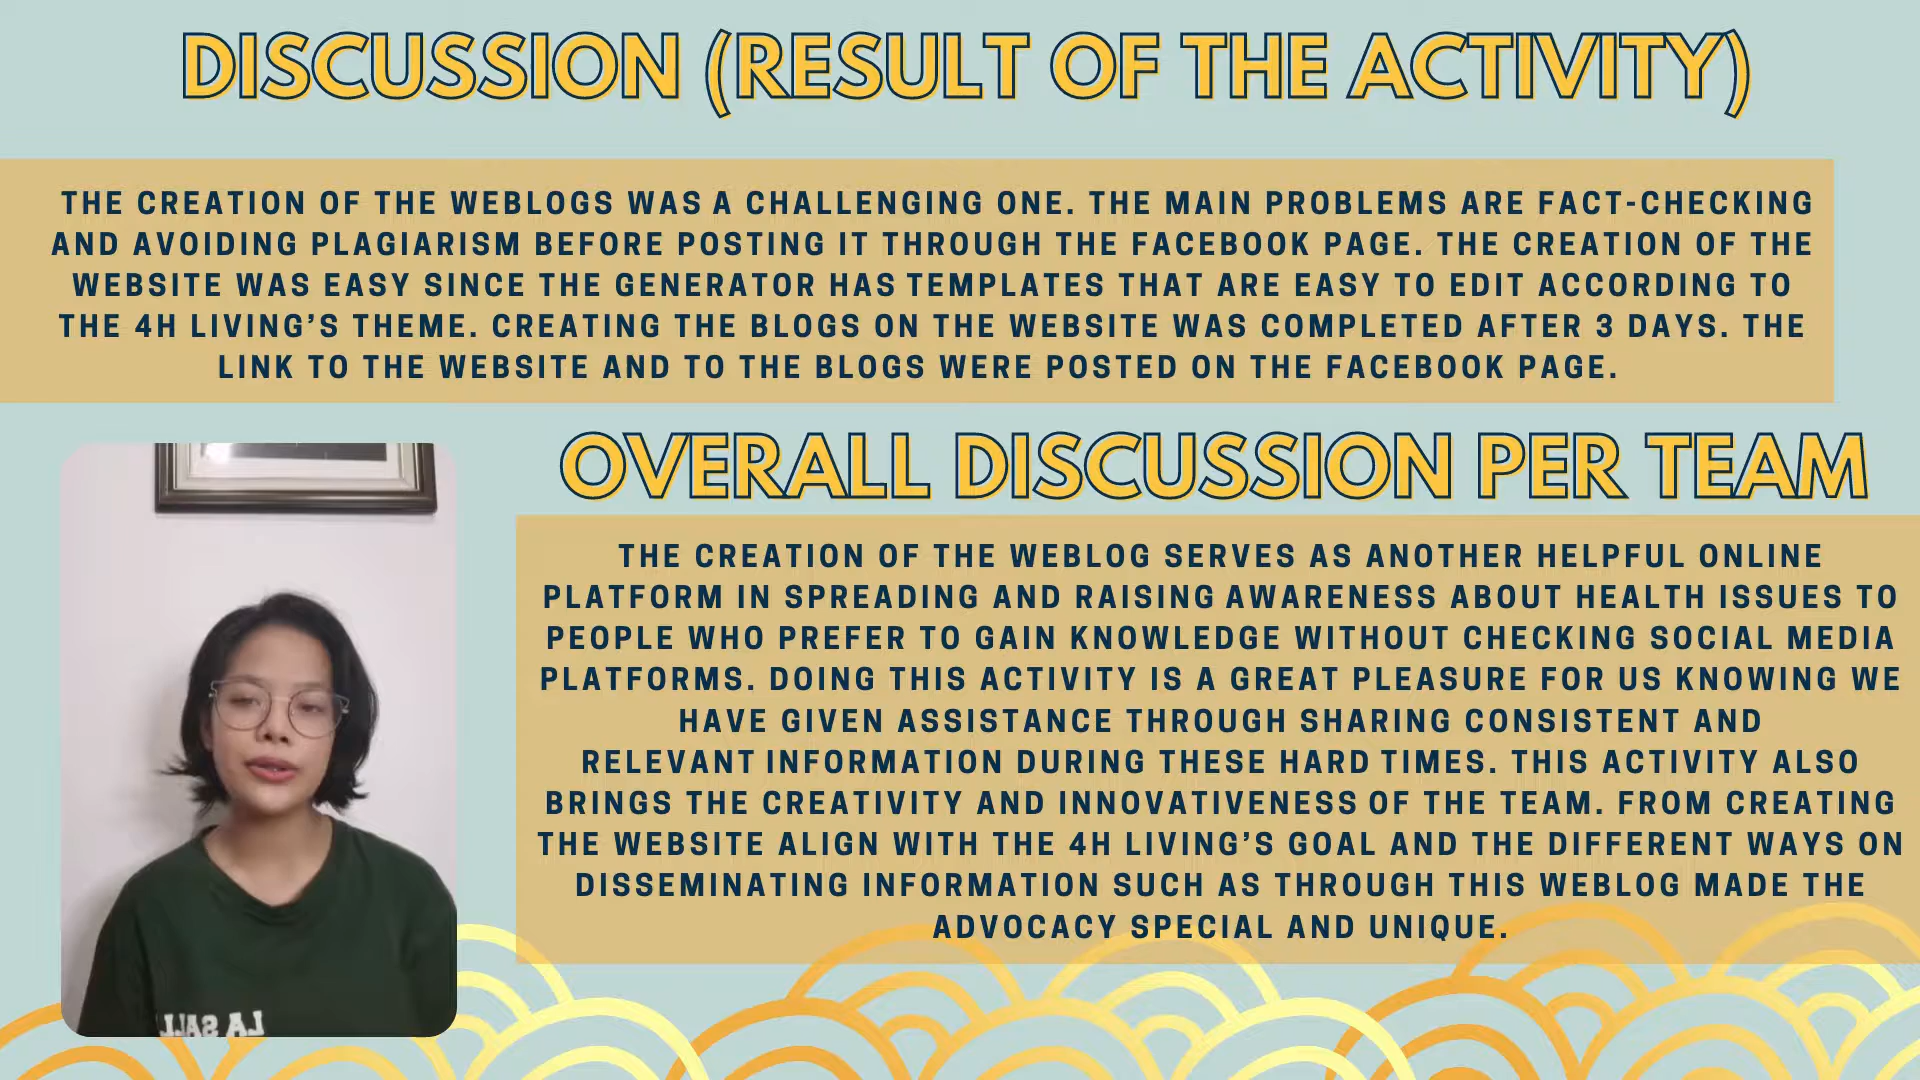 DISCUSSION (RESULT OF THE ACTIVITY)
THE CREATION OF THE WEBLOGS WAS A CHALLENGING ONE. THE MAIN PROBLEMS ARE FACT-CHECKING
AND AVOIDING PLAGIARISM BEFORE POSTING IT THROUGH THE FACEBOOK PAGE. THE CREATION OF THE
WEBSITE WAS EASY SINCE THE GENERATOR HAS TEMPLATES THAT ARE EASY TO EDIT ACCORDING TO
THE 4H LIVING’S THEME. CREATING THE BLOGS ON THE WEBSITE WAS COMPLETED AFTER 3 DAYS. THE
LINK TO THE WEBSITE AND TO THE BLOGS WERE POSTED ON THE FACEBOOK PAGE.
OVERALL DISCUSSION PER TEAM
THE CREATION OF THE WEBLOG SERVES AS ANOTHER HELPFUL ONLINE
PLATFORM IN SPREADING AND RAISING AWARENESS ABOUT HEALTH ISSUES TO
PEOPLE WHO PREFER TO GAIN KNOWLEDGE WITHOUT CHECKING SOCIAL MEDIA
PLATFORMS. DOING THIS ACTIVITY IS A GREAT PLEASURE FOR US KNOWING WE
HAVE GIVEN ASSISTANCE THROUGH SHARING CONSISTENT AND
RELEVANT INFORMATION DURING THESE HARD TIMES. THIS ACTIVITY ALSO
BRINGS THE CREATIVITY AND INNOVATIVENESS OF THE TEAM. FROM CREATING
THE WEBSITE ALIGN WITH THE 4H LIVING’S GOAL AND THE DIFFERENT WAYS ON
DISSEMINATING INFORMATION SUCH AS THROUGH THIS WEBLOG MADE THE
ADVOCACY SPECIAL AND UNIQUE.
LA SALL